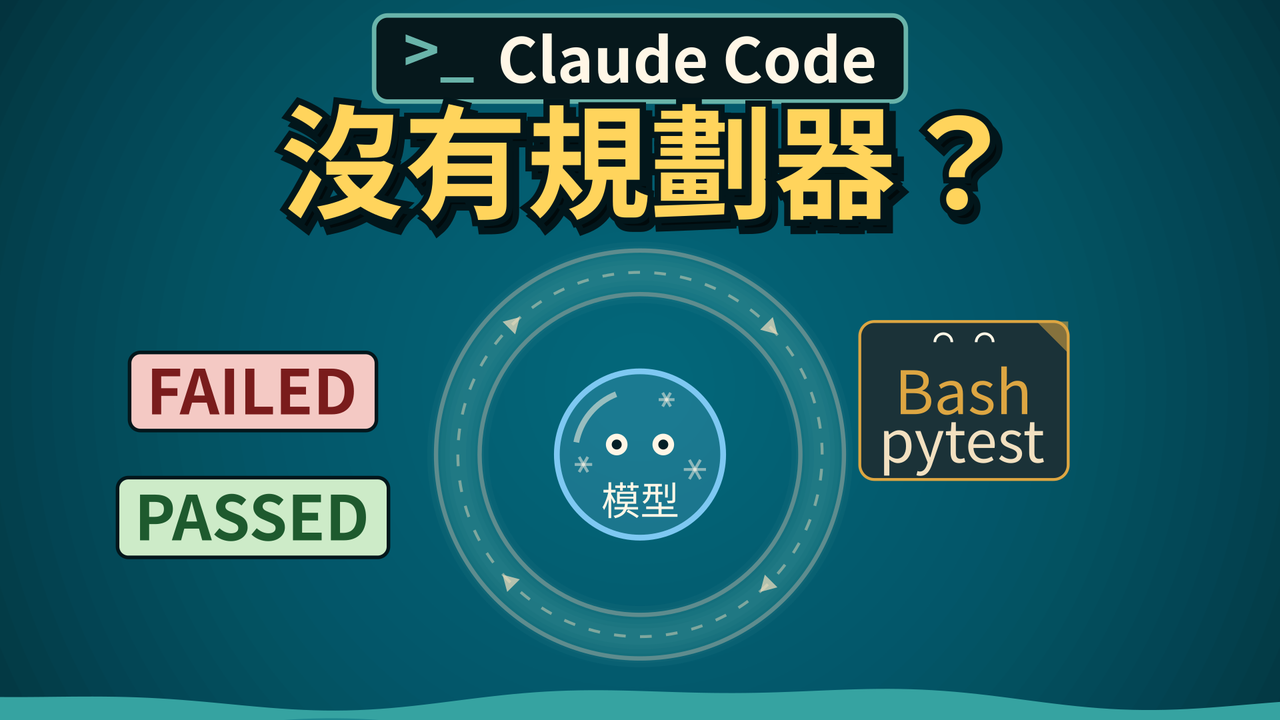 >_ Claude Code
沒有規劃器？
FAILED
PASSED
模型
Bash
pytest